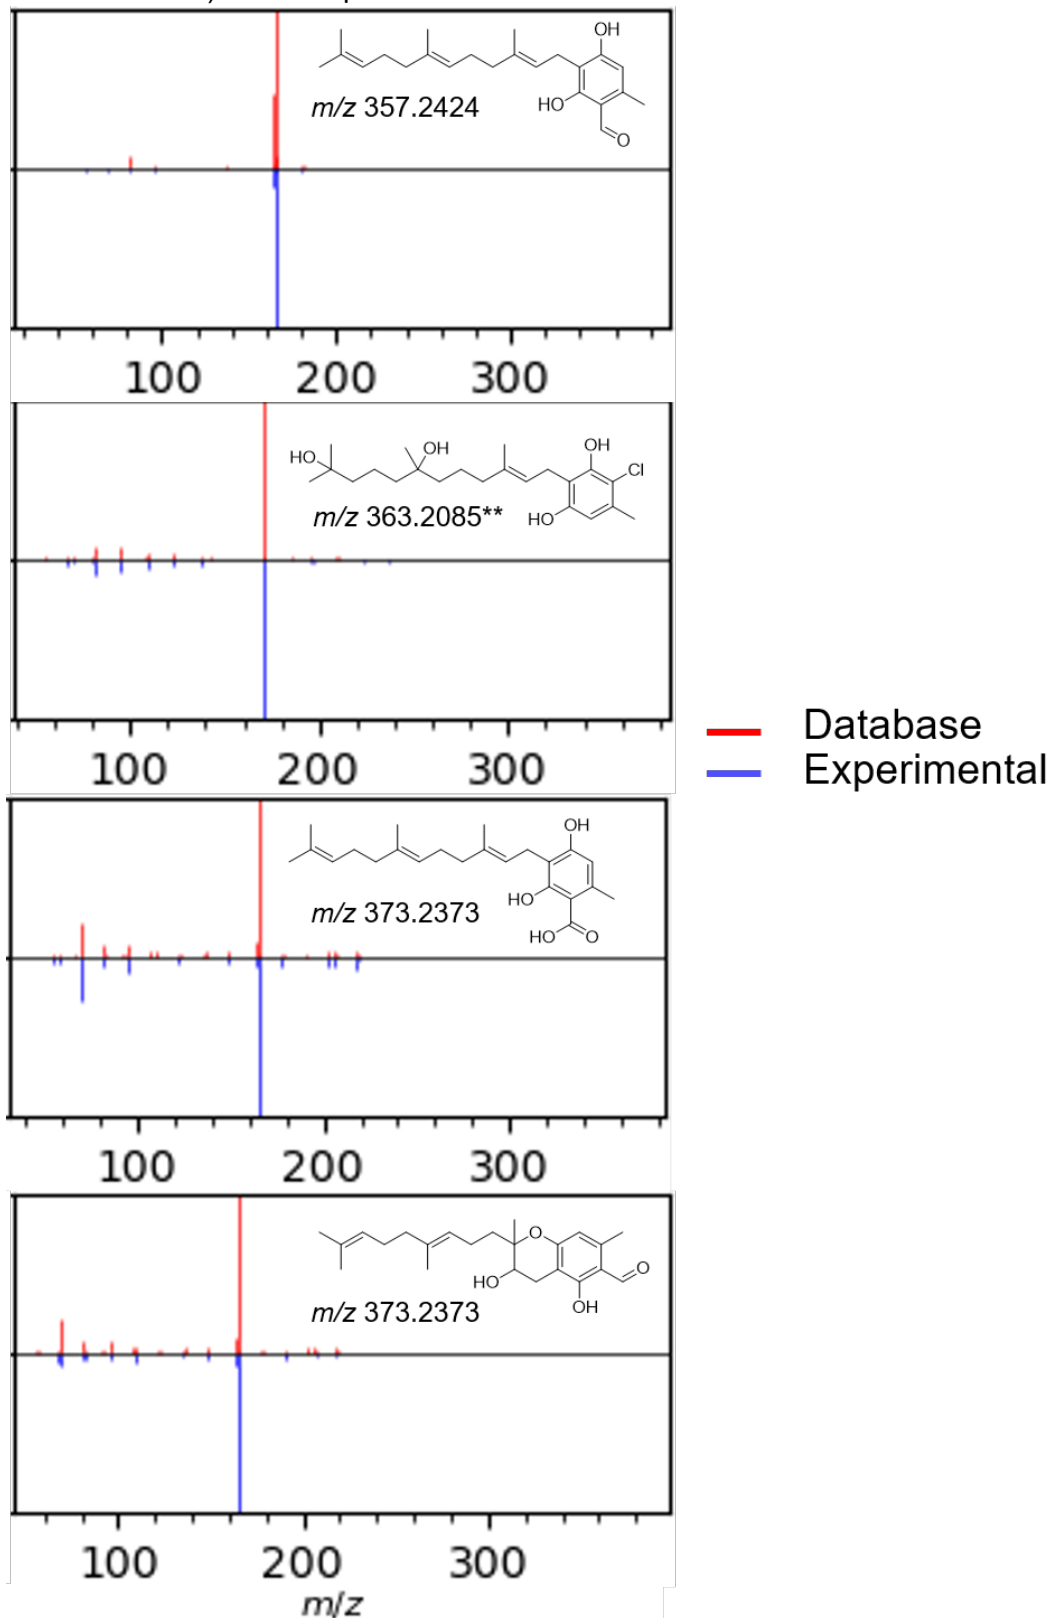 OH
HO
O
m/z 357.2424
100 200 300
HO
OH
OH
Cl
m/z 363.2085**
HO
100 200 300
Database
Experimental
OH
HO
m/z 373.2373
HO O
100 200 300
O
HO
O
OH
m/z 373.2373
100 200 300
m/z